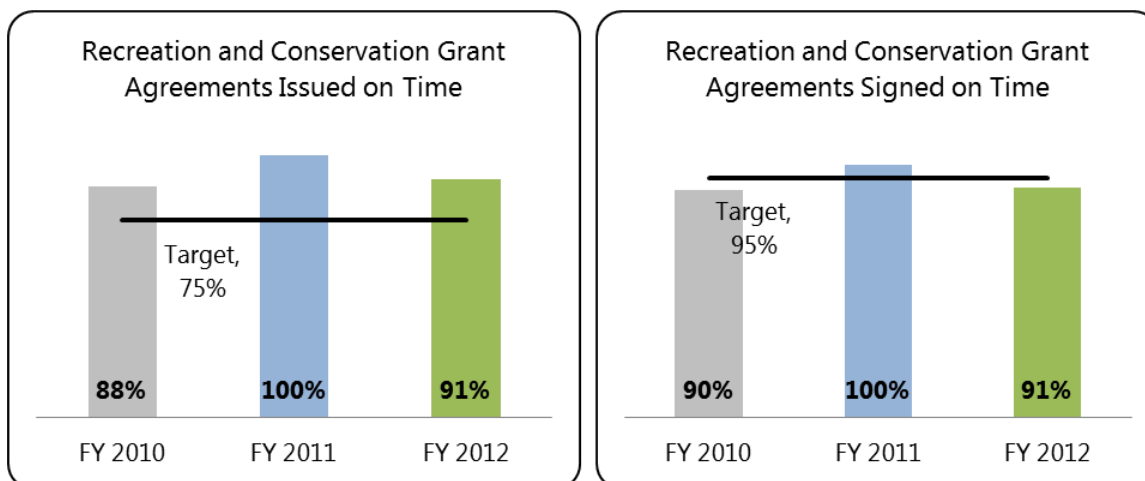 Recreation and Conservation Grant
Agreements Issued on Time
Target,
75%
88%
100%
91%
FY 2010
FY 2011
FY 2012
Recreation and Conservation Grant
Agreements Signed on Time
Target,
95%
90%
100%
91%
FY 2010
FY 2011
FY 2012